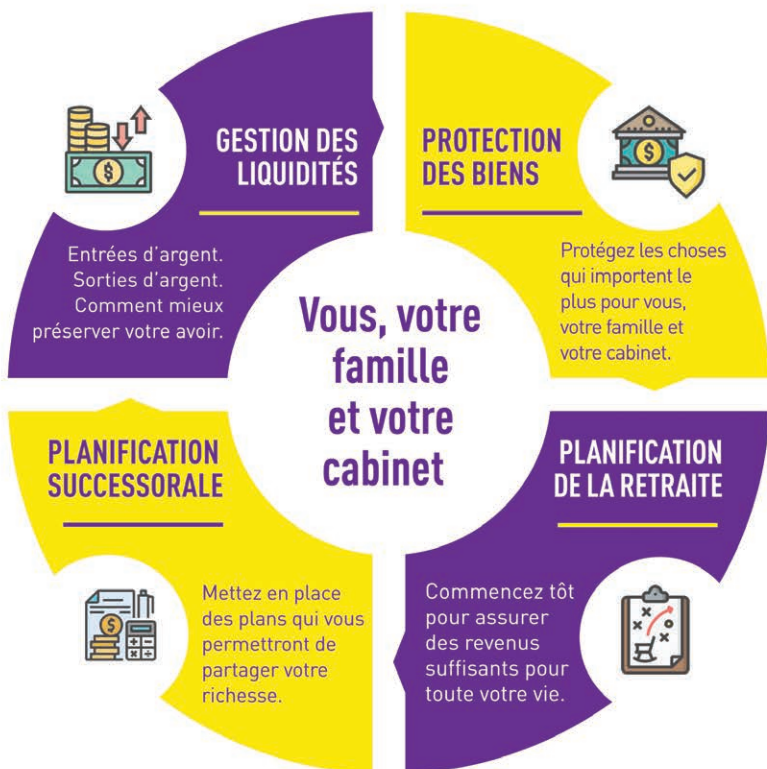 GESTION DES
LIQUIDITÉS
Entrées d'argent.
Sorties d'argent.
Comment mieux
préserver votre avoir.
PROTECTION
DES BIENS
Protégez les choses
qui importent le
plus pour vous,
votre famille et
votre cabinet.
Vous, votre
famille
et votre
cabinet
PLANIFICATION
SUCCESSORALE
Mettez en place
des plans qui vous
permettront de
partager votre
richesse.
PLANIFICATION
DE LA RETRAITE
Commencez tôt
pour assurer
des revenus
suffisants pour
toute votre vie.